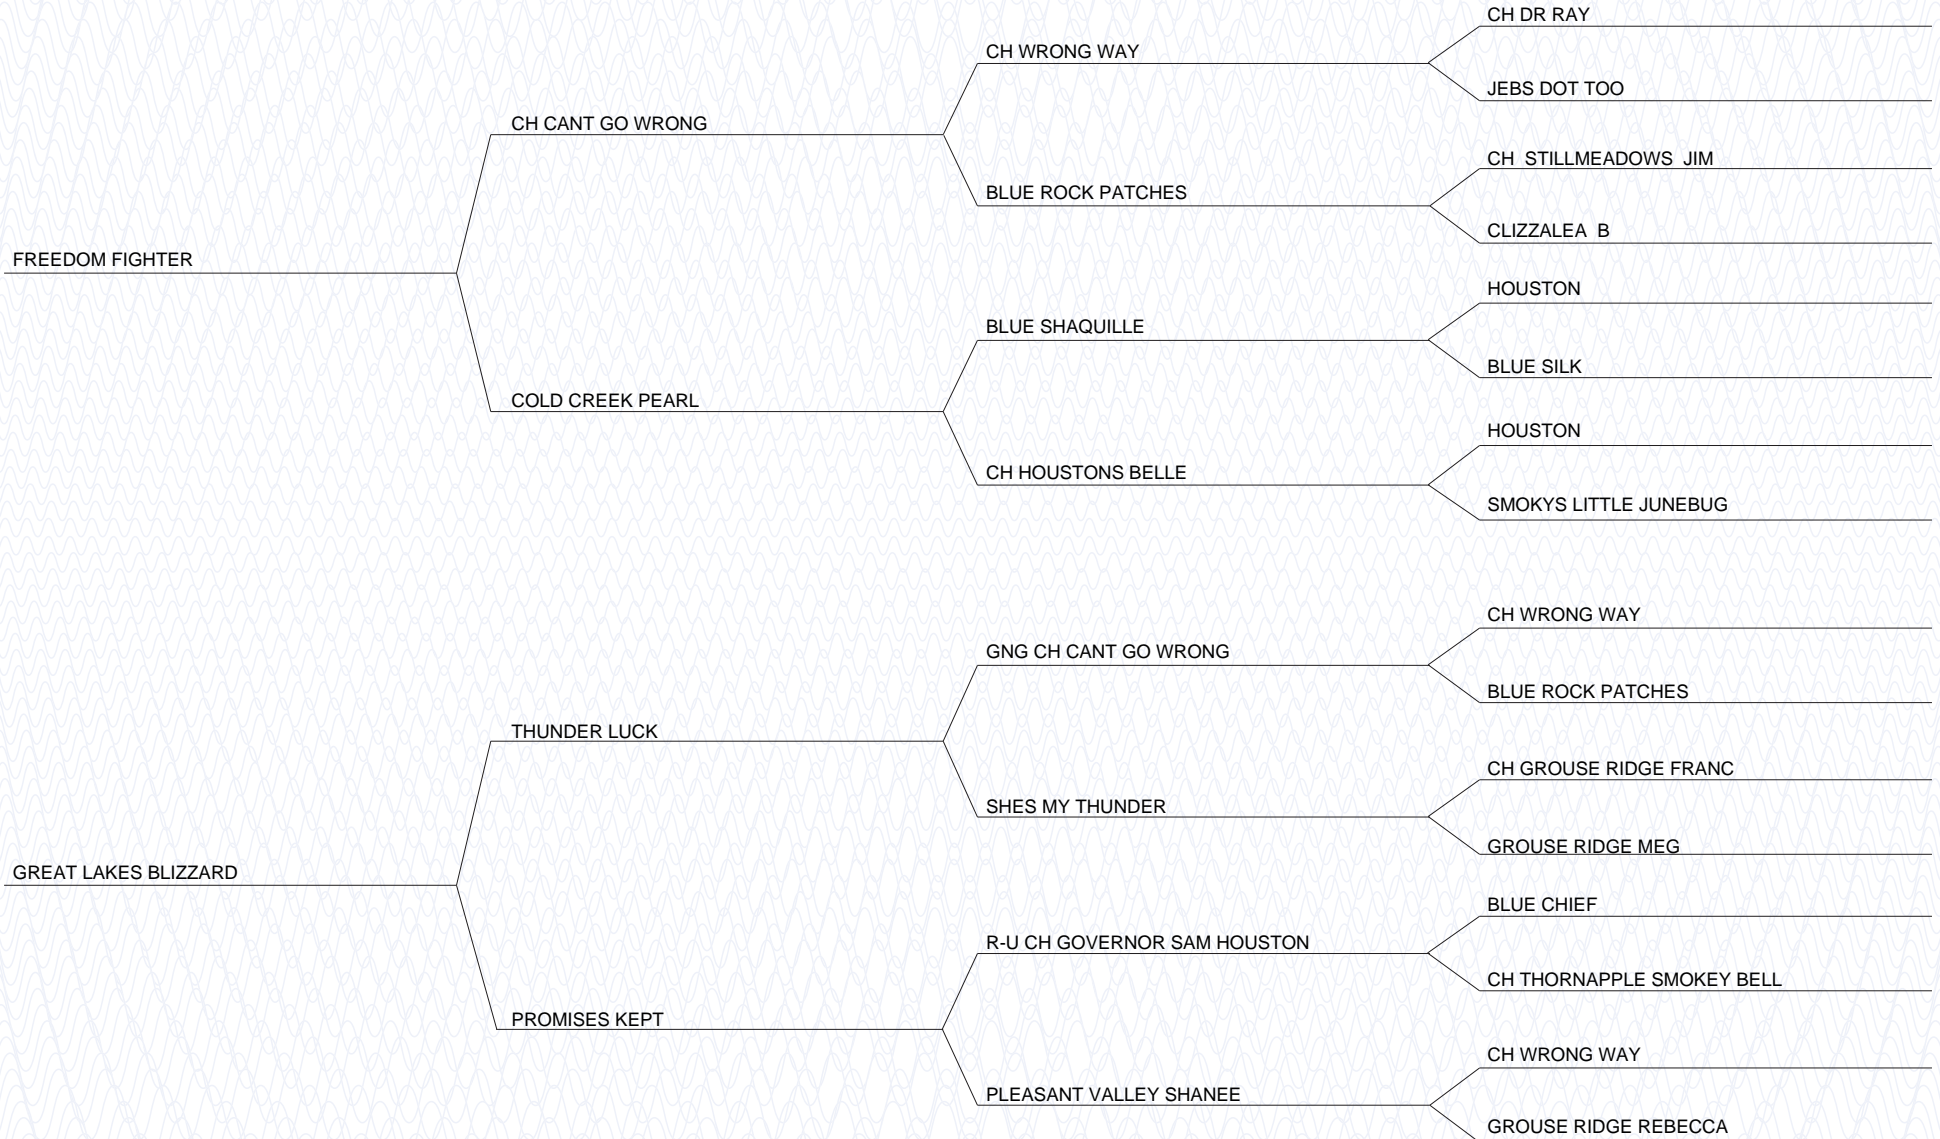 CH DR RAY
CH WRONG WAY
JEBS DOT TOO
CH CANT GO WRONG
CH  STILLMEADOWS  JIM
BLUE ROCK PATCHES
CLIZZALEA  B
FREEDOM FIGHTER
HOUSTON
BLUE SHAQUILLE
BLUE SILK
COLD CREEK PEARL
HOUSTON
CH HOUSTONS BELLE
SMOKYS LITTLE JUNEBUG
CH WRONG WAY
GNG CH CANT GO WRONG
BLUE ROCK PATCHES
THUNDER LUCK
CH GROUSE RIDGE FRANC
SHES MY THUNDER
GROUSE RIDGE MEG
GREAT LAKES BLIZZARD
BLUE CHIEF
R-U CH GOVERNOR SAM HOUSTON
CH THORNAPPLE SMOKEY BELL
PROMISES KEPT
CH WRONG WAY
PLEASANT VALLEY SHANEE
GROUSE RIDGE REBECCA